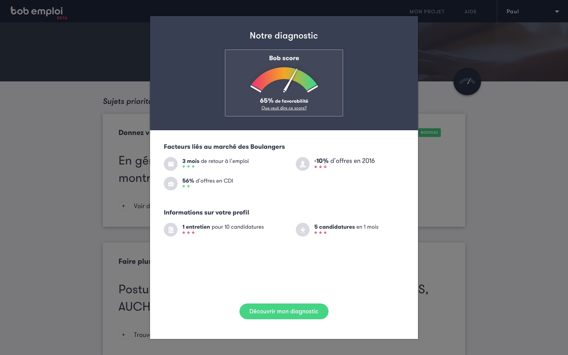 bob emploi
BETA
MON PROJET
AIDE
Paul
Notre diagnostic
Bob score
65% de favorabilité
Que veut dire ce score?
Sujets priorit
Donnez v
En gé
montr
Voir d
Facteurs liés au marché des Boulangers
3 mois de retour à l'emploi
-10% d'offres en 2016
56% d'offres en CDI
Informations sur votre profil
1 entretien pour 10 candidatures
5 candidatures en 1 mois
Faire plu
Postu
AUCH
S,
Trouv
Découvrir mon diagnostic